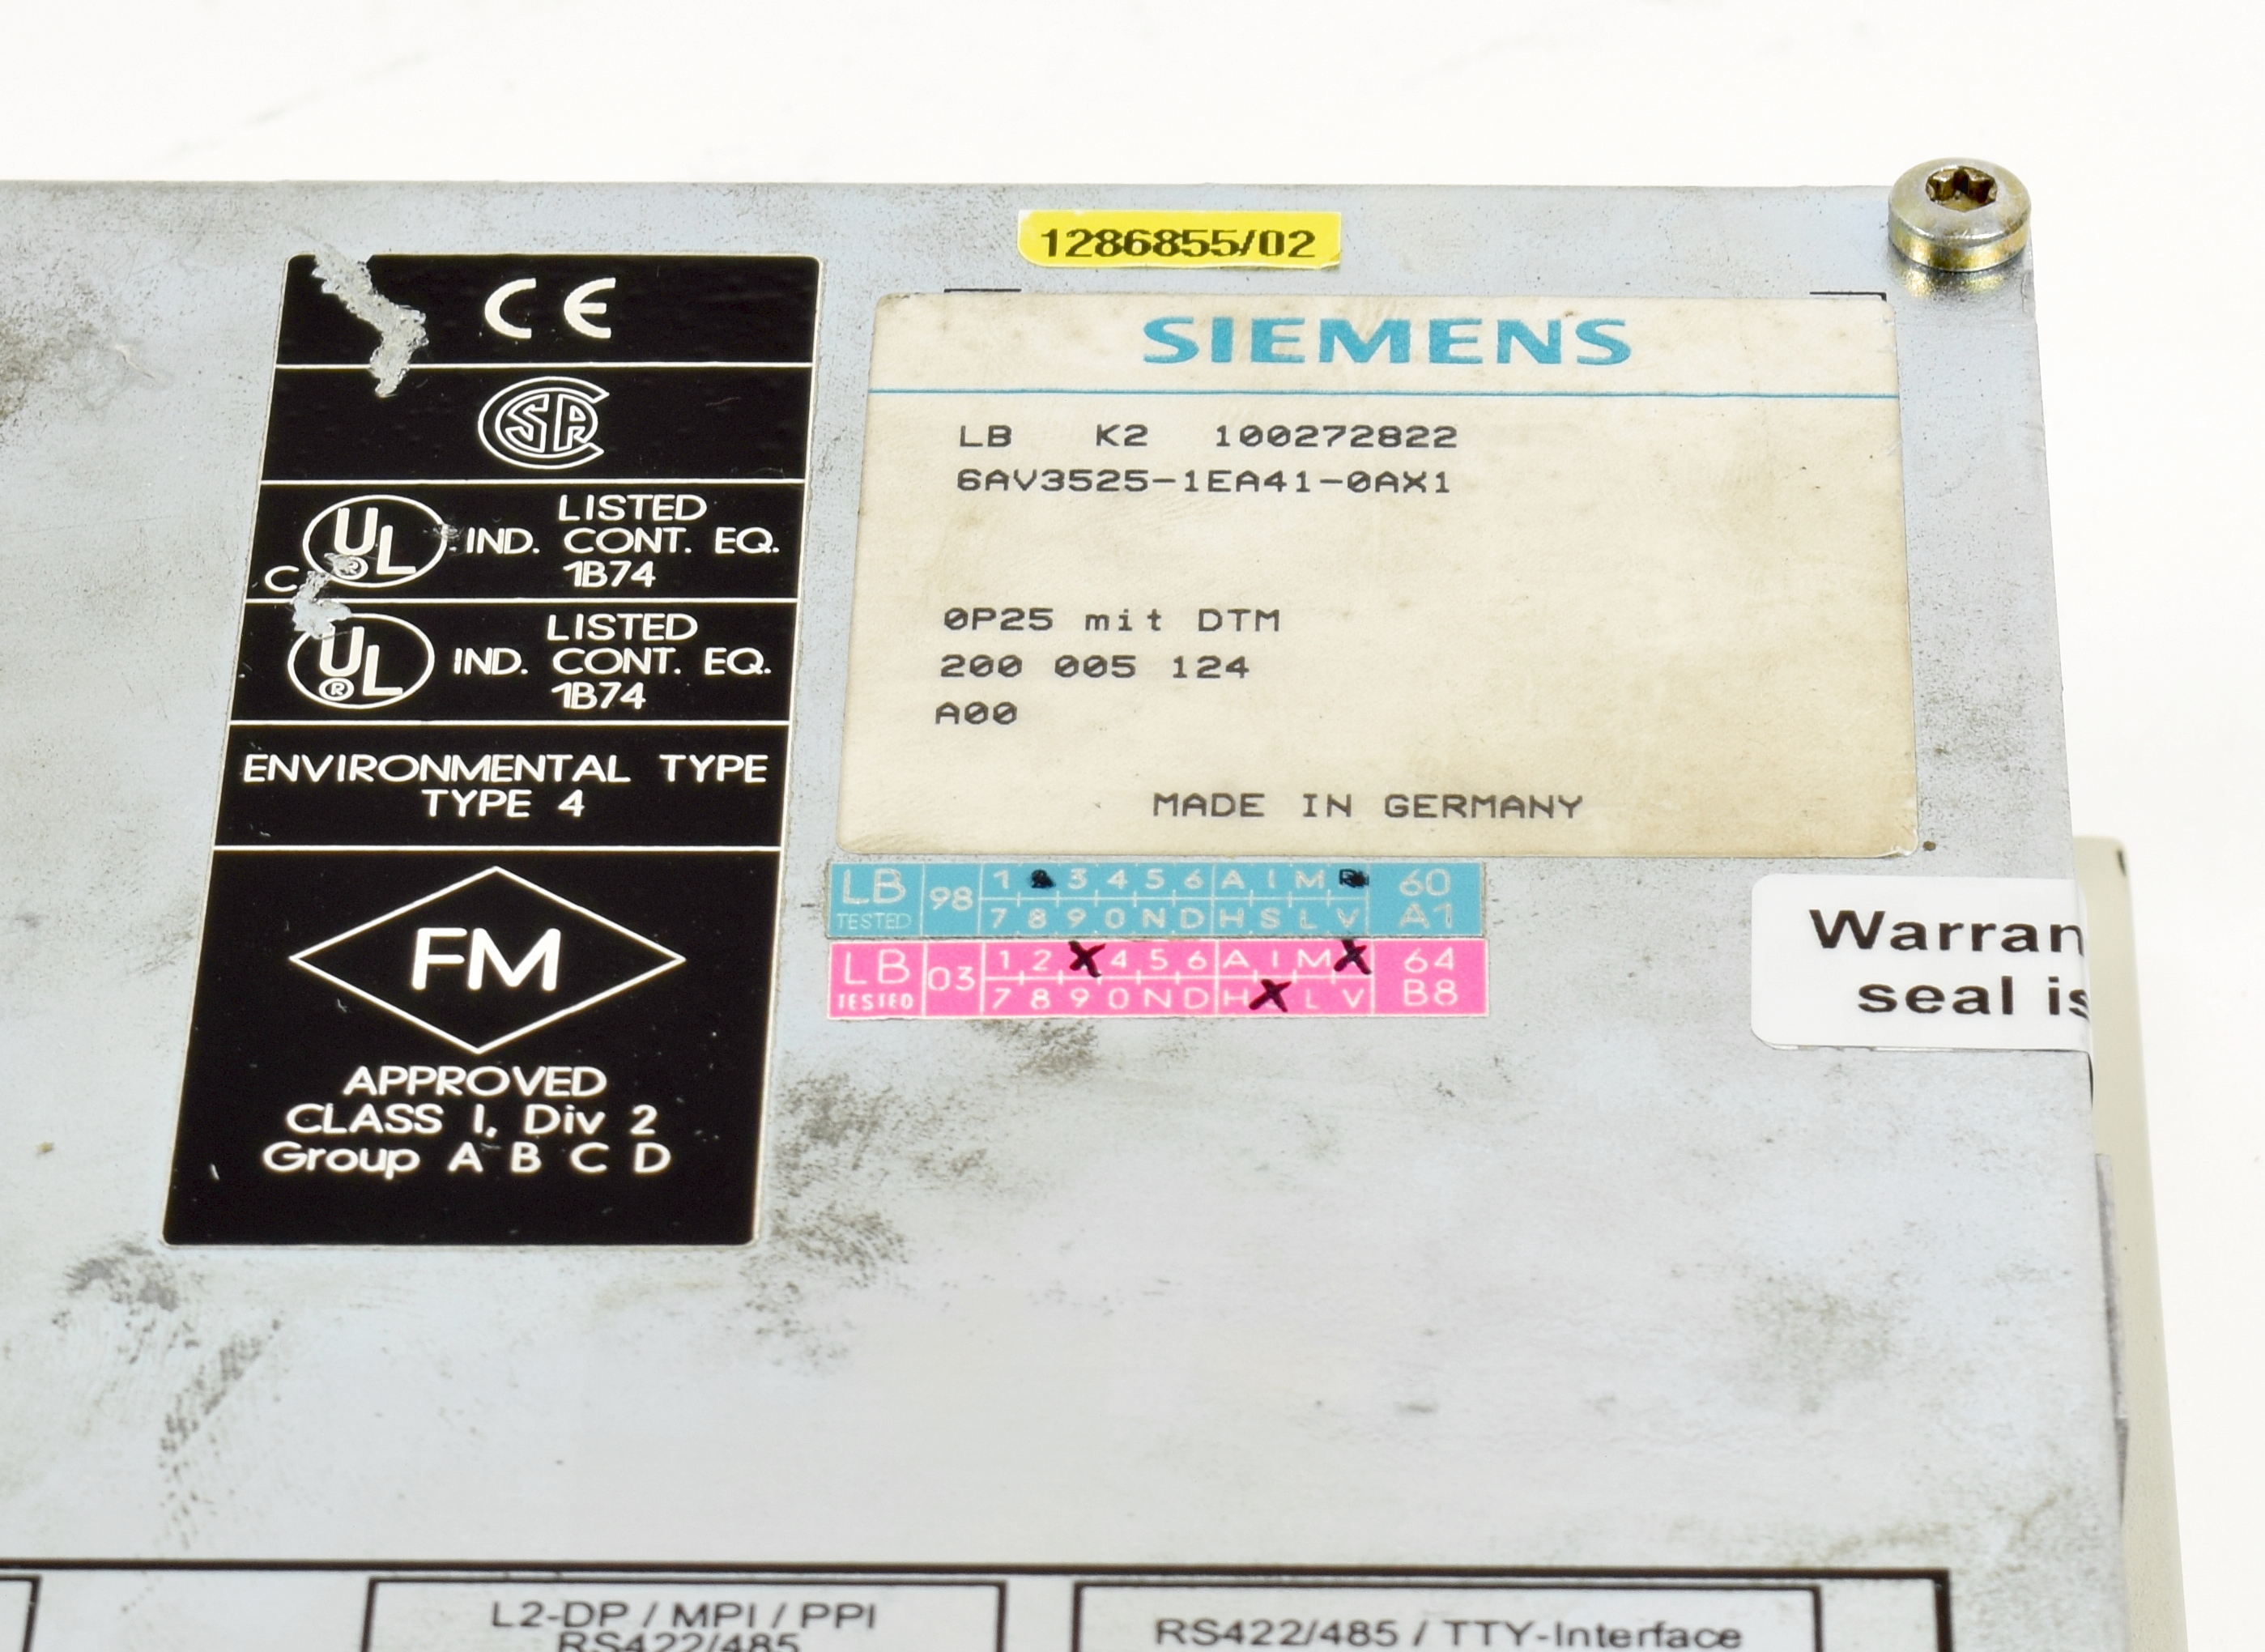 1286855/02
CE
SIEMENS
LB K2 100272822
6AV3525-1EA41-0AX1
0P25 mit DTM
200 005 124
A00
MADE IN GERMANY
CSA
UL
®
C
LISTED
IND. CONT. EQ.
1B74
UL
®
LISTED
IND. CONT. EQ.
1B74
ENVIRONMENTAL TYPE
TYPE 4
FM
APPROVED
CLASS I, Div 2
Group A B C D
LB 98 1 3 4 5 6 A I M 60
TESTED 7 8 9 0 N D H S L V A1
LB 03 1 2 4 5 6 A I M 64
TESTED 7 8 9 0 N D H L V B8
Warran
seal is
L2-DP / MPI / PPI
RS422/485
RS422/485 / TTY-Interface